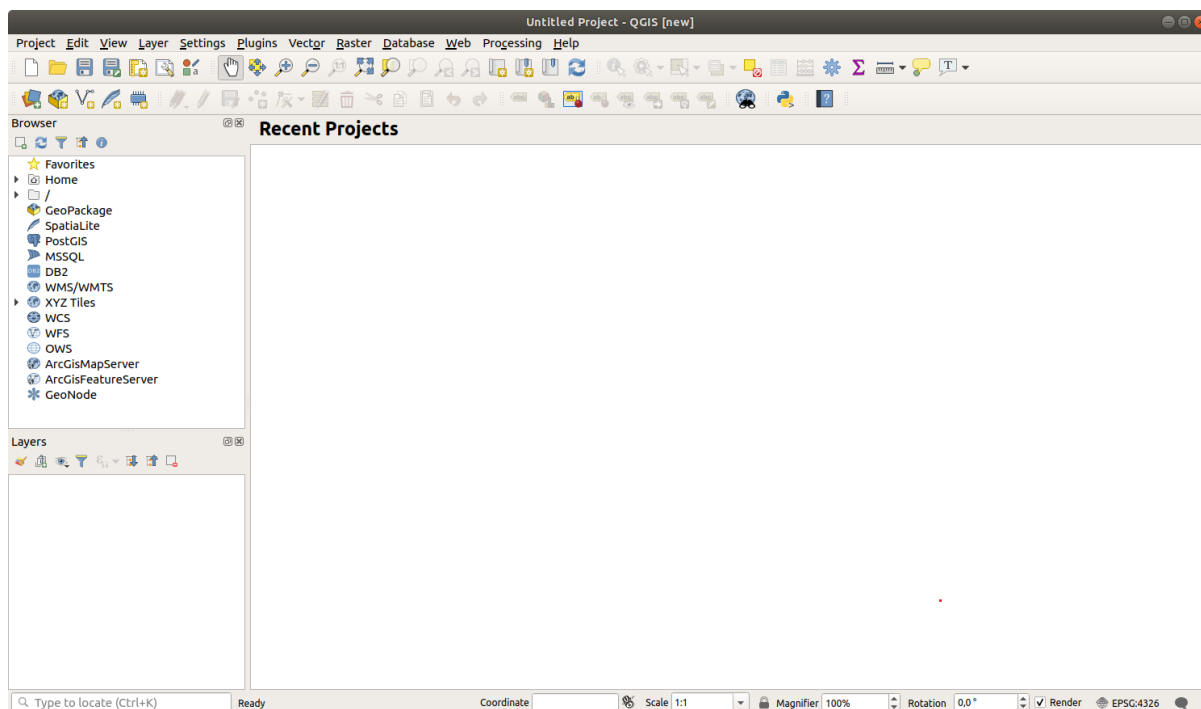 Untitled Project - QGIS [new]
Project Edit View Layer Settings Plugins Vector Raster Database Web Processing Help
Browser
Recent Projects
Favorites
Home
/
GeoPackage
SpatiaLite
PostGIS
MSSQL
DB2
WMS/WMTS
XYZ Tiles
WCS
WFS
OWS
ArcGisMapServer
ArcGisFeatureServer
GeoNode
Layers
Type to locate (Ctrl+K) Ready Coordinate Scale 1:1 Magnifier 100% Rotation 0,0 ° Render EPSG:4326